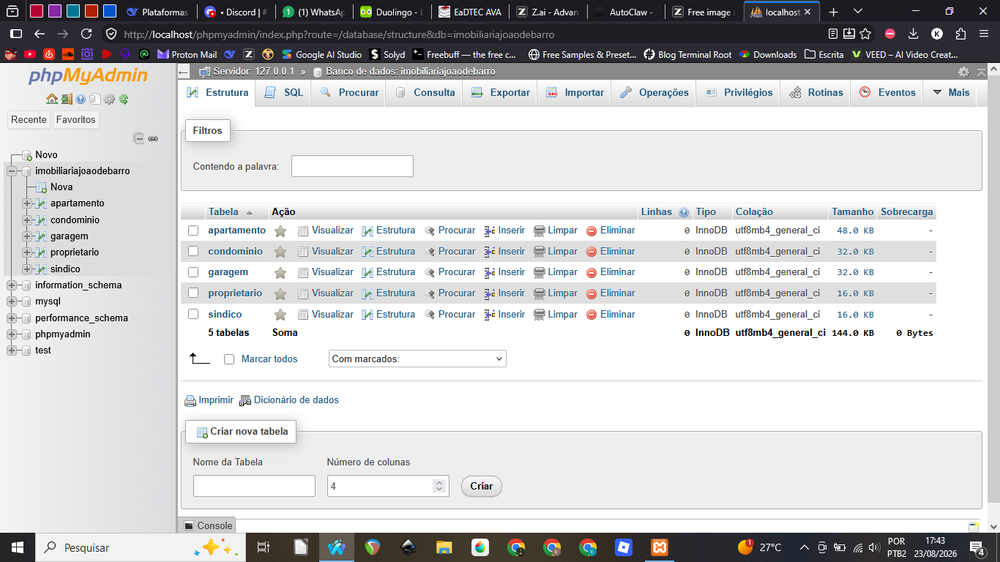 Plataformas
• Discord | #
(1) WhatsAp
Duolingo - L
EaDTEC AVA
Z.ai - Advan
AutoClaw -
Free image
localhost
http://localhost/phpmyadmin/index.php?route=/database/structure&db=imobiliariajoaodebarro
K
Proton Mail
Google AI Studio
Solyd
Freebuff — the free c...
Free Samples & Preset...
Blog Terminal Root
Downloads
Escrita
VEED – AI Video Creat...
phpMyAdmin
Recente
Favoritos
Novo
imobiliariajoaodebarro
Nova
apartamento
condominio
garagem
proprietario
sindico
information_schema
mysql
performance_schema
phpmyadmin
test
Servidor: 127.0.0.1 » Banco de dados: imobiliariajoaodebarro
Estrutura SQL Procurar Consulta Exportar Importar Operações Privilégios Rotinas Eventos Mais
Filtros
Contendo a palavra:
Tabela Ação Linhas Tipo Colação Tamanho Sobrecarga
apartamento Visualizar Estrutura Procurar Inserir Limpar Eliminar 0 InnoDB utf8mb4_general_ci 48.0 KB -
condominio Visualizar Estrutura Procurar Inserir Limpar Eliminar 0 InnoDB utf8mb4_general_ci 32.0 KB -
garagem Visualizar Estrutura Procurar Inserir Limpar Eliminar 0 InnoDB utf8mb4_general_ci 32.0 KB -
proprietario Visualizar Estrutura Procurar Inserir Limpar Eliminar 0 InnoDB utf8mb4_general_ci 16.0 KB -
sindico Visualizar Estrutura Procurar Inserir Limpar Eliminar 0 InnoDB utf8mb4_general_ci 16.0 KB -
5 tabelas Soma 0 InnoDB utf8mb4_general_ci 144.0 KB 0 Bytes
Marcar todos
Com marcados:
Imprimir Dicionário de dados
Criar nova tabela
Nome da Tabela
Número de colunas
4
Criar
Console
Pesquisar
1
27°C
POR
PTB2
17:43
23/08/2026
4